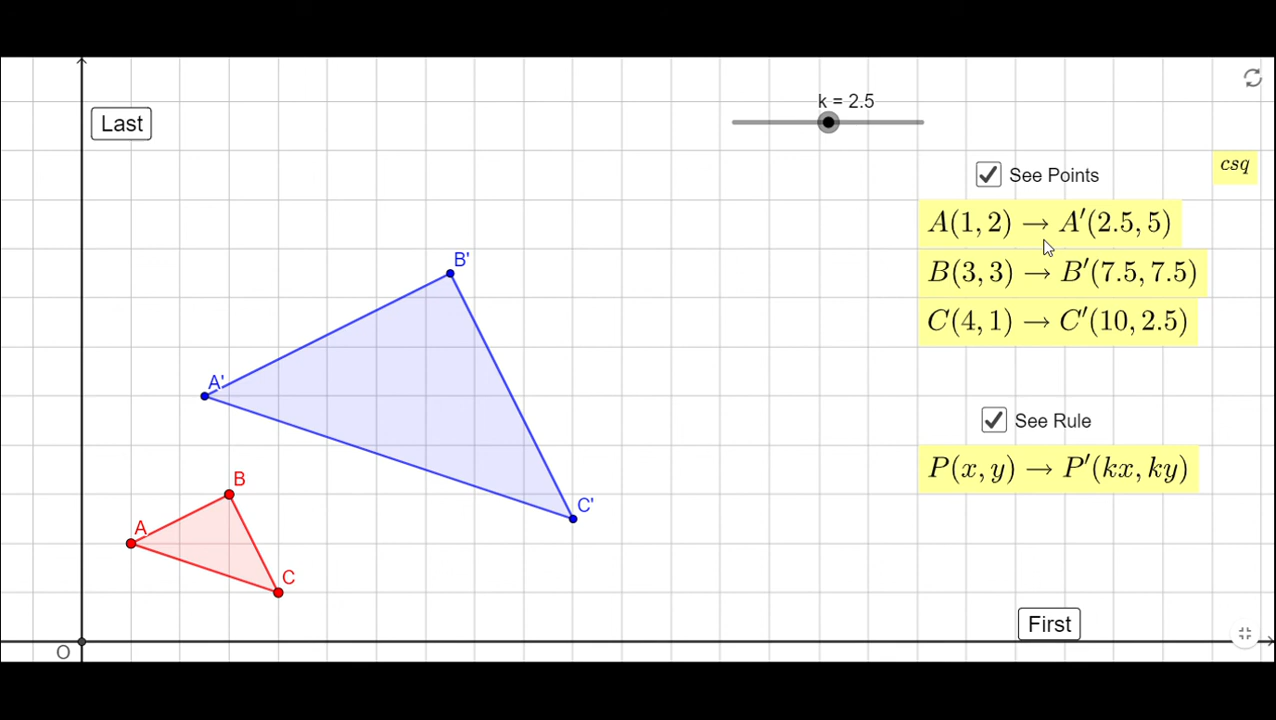 k = 2.5
Last
See Points
csq
A(1, 2) → A′(2.5, 5)
B(3, 3) → B′(7.5, 7.5)
C(4, 1) → C′(10, 2.5)
B'
A'
See Rule
P(x, y) → P′(kx, ky)
B
C'
A
C
First
O